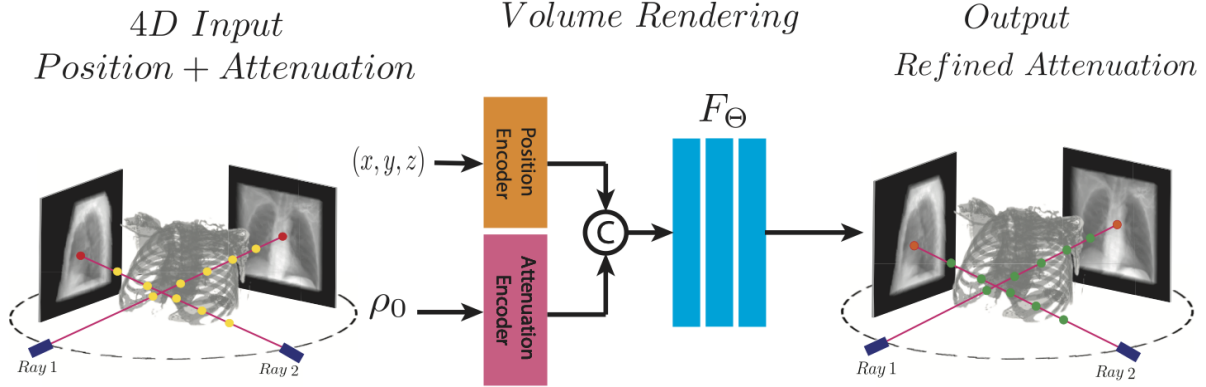 4D Input
Position + Attenuation
Volume Rendering
Output
Refined Attenuation
(x, y, z)
ρ0
Position
Encoder
Attenuation
Encoder
C
FΘ
Ray 1
Ray 2
Ray 1
Ray 2